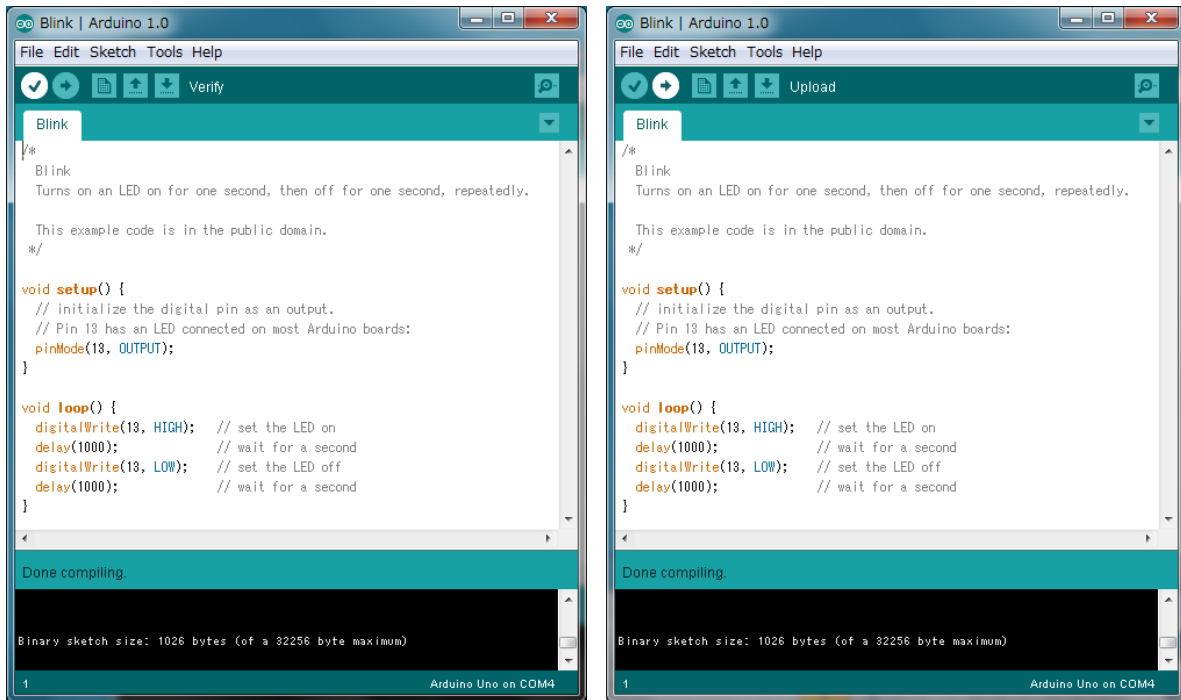 Blink | Arduino 1.0
File Edit Sketch Tools Help
Verify
Blink
/*
Blink
Turns on an LED on for one second, then off for one second, repeatedly.
This example code is in the public domain.
*/
void setup() {
// initialize the digital pin as an output.
// Pin 13 has an LED connected on most Arduino boards:
pinMode(13, OUTPUT);
}
void loop() {
digitalWrite(13, HIGH);   // set the LED on
delay(1000);              // wait for a second
digitalWrite(13, LOW);    // set the LED off
delay(1000);              // wait for a second
}
Done compiling.
Binary sketch size: 1026 bytes (of a 32256 byte maximum)
1 Arduino Uno on COM4
Blink | Arduino 1.0
File Edit Sketch Tools Help
Upload
Blink
/*
Blink
Turns on an LED on for one second, then off for one second, repeatedly.
This example code is in the public domain.
*/
void setup() {
// initialize the digital pin as an output.
// Pin 13 has an LED connected on most Arduino boards:
pinMode(13, OUTPUT);
}
void loop() {
digitalWrite(13, HIGH);   // set the LED on
delay(1000);              // wait for a second
digitalWrite(13, LOW);    // set the LED off
delay(1000);              // wait for a second
}
Done compiling.
Binary sketch size: 1026 bytes (of a 32256 byte maximum)
1 Arduino Uno on COM4